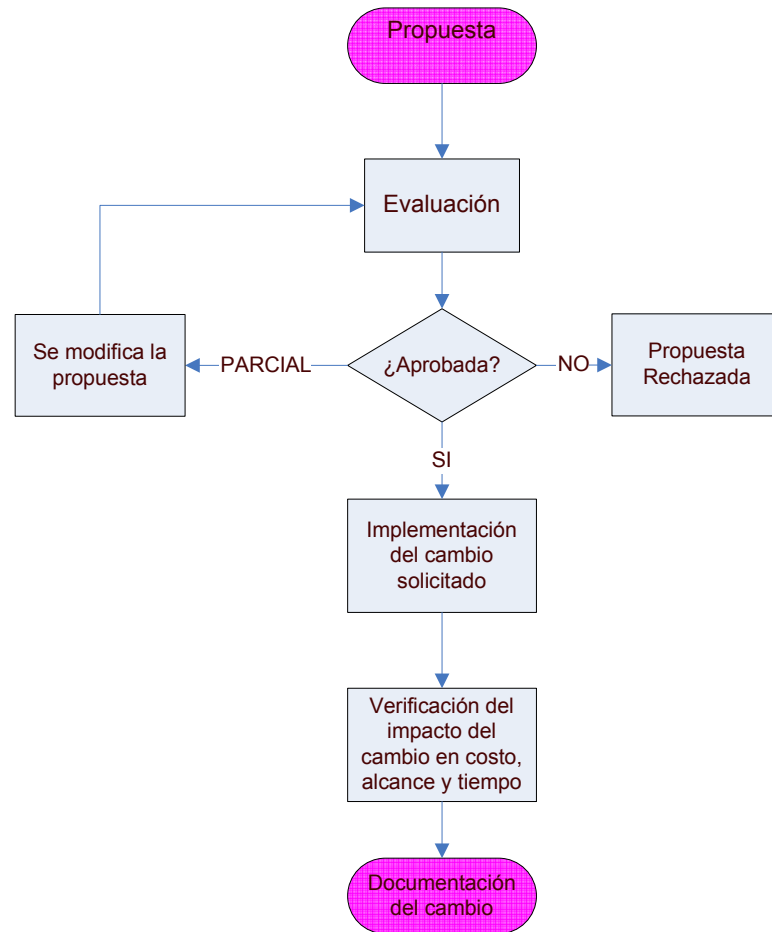 Propuesta
Evaluación
Se modifica la
propuesta
PARCIAL
¿Aprobada?
NO
Propuesta
Rechazada
SI
Implementación
del cambio
solicitado
Verificación del
impacto del
cambio en costo,
alcance y tiempo
Documentación
del cambio